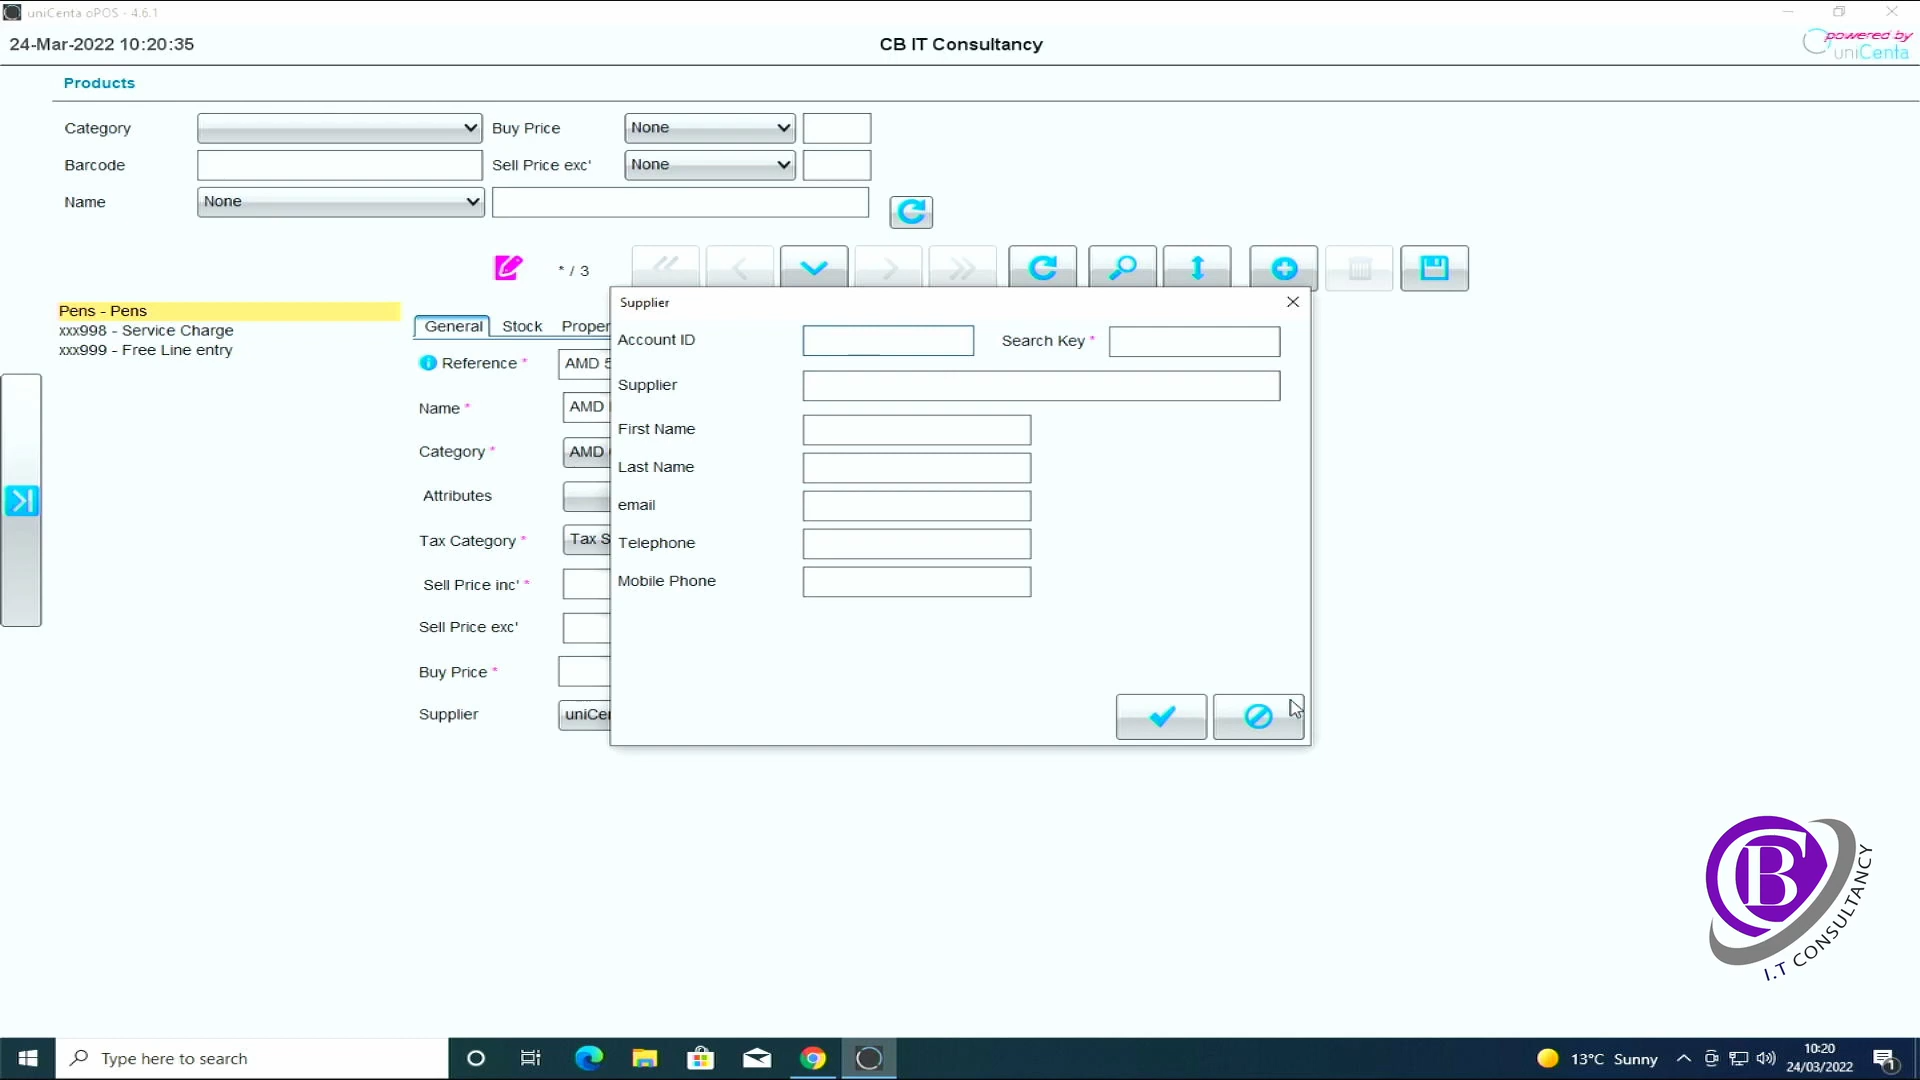 uniCenta oPOS - 4.6.1
24-Mar-2022 10:20:35
CB IT Consultancy
powered by
uniCenta
Products
Category
Buy Price
None
Barcode
Sell Price exc'
None
Name
None
* / 3
Pens - Pens
xxx998 - Service Charge
xxx999 - Free Line entry
General
Stock
Proper
Reference *
AMD 5
Name *
AMD
Category *
AMD
Attributes
Tax Category *
Tax S
Sell Price inc' *
Sell Price exc'
Buy Price *
Supplier
uniCen
Supplier
Account ID
Search Key *
Supplier
First Name
Last Name
email
Telephone
Mobile Phone
CB
I.T CONSULTANCY
Type here to search
13°C Sunny
10:20
24/03/2022
1